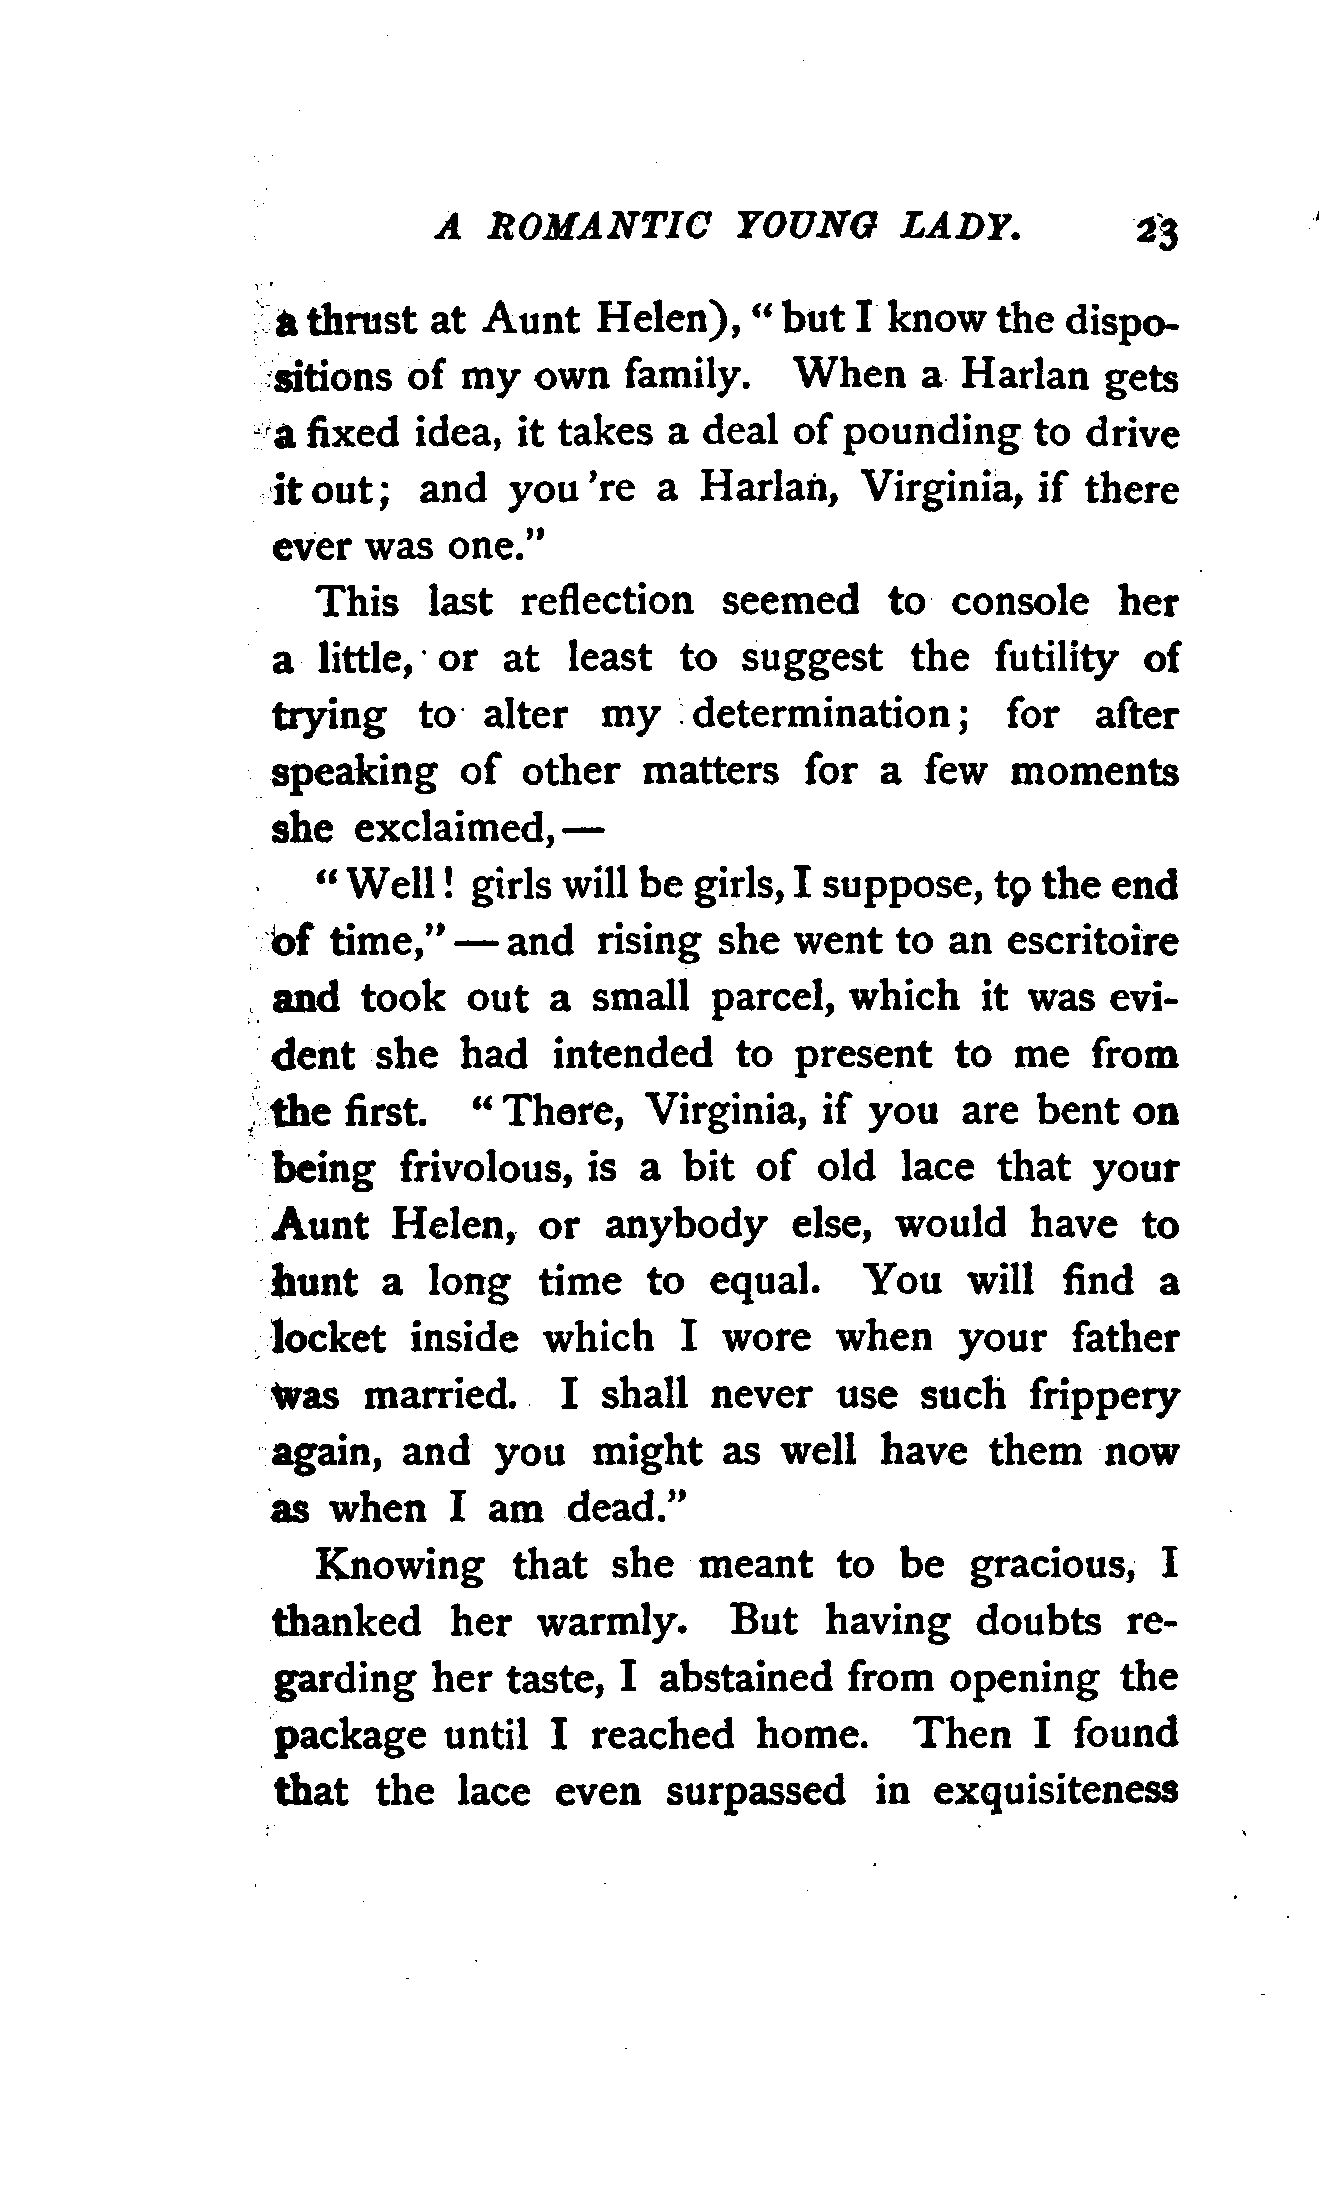 A ROMANTIC YOUNG LADY. 23
a thrust at Aunt Helen), “but I know the dispo-
sitions of my own family. When a Harlan gets
a fixed idea, it takes a deal of pounding to drive
it out; and you 're a Harlan, Virginia, if there
ever was one.”
This last reflection seemed to console her
a little, or at least to suggest the futility of
trying to alter my determination; for after
speaking of other matters for a few moments
she exclaimed,—
“Well! girls will be girls, I suppose, to the end
of time,” — and rising she went to an escritoire
and took out a small parcel, which it was evi-
dent she had intended to present to me from
the first. “There, Virginia, if you are bent on
being frivolous, is a bit of old lace that your
Aunt Helen, or anybody else, would have to
hunt a long time to equal. You will find a
locket inside which I wore when your father
was married. I shall never use such frippery
again, and you might as well have them now
as when I am dead.”
Knowing that she meant to be gracious, I
thanked her warmly. But having doubts re-
garding her taste, I abstained from opening the
package until I reached home. Then I found
that the lace even surpassed in exquisiteness